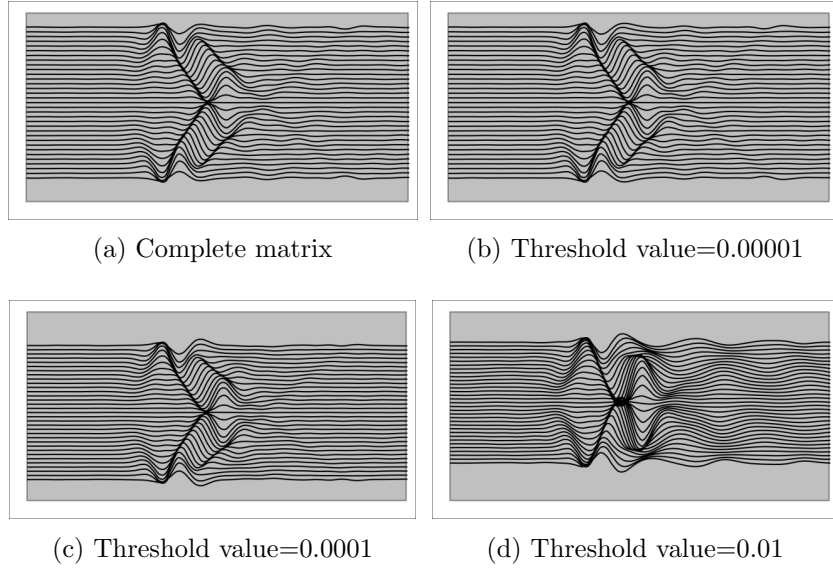 (a) Complete matrix
(b) Threshold value=0.00001
(c) Threshold value=0.0001
(d) Threshold value=0.01